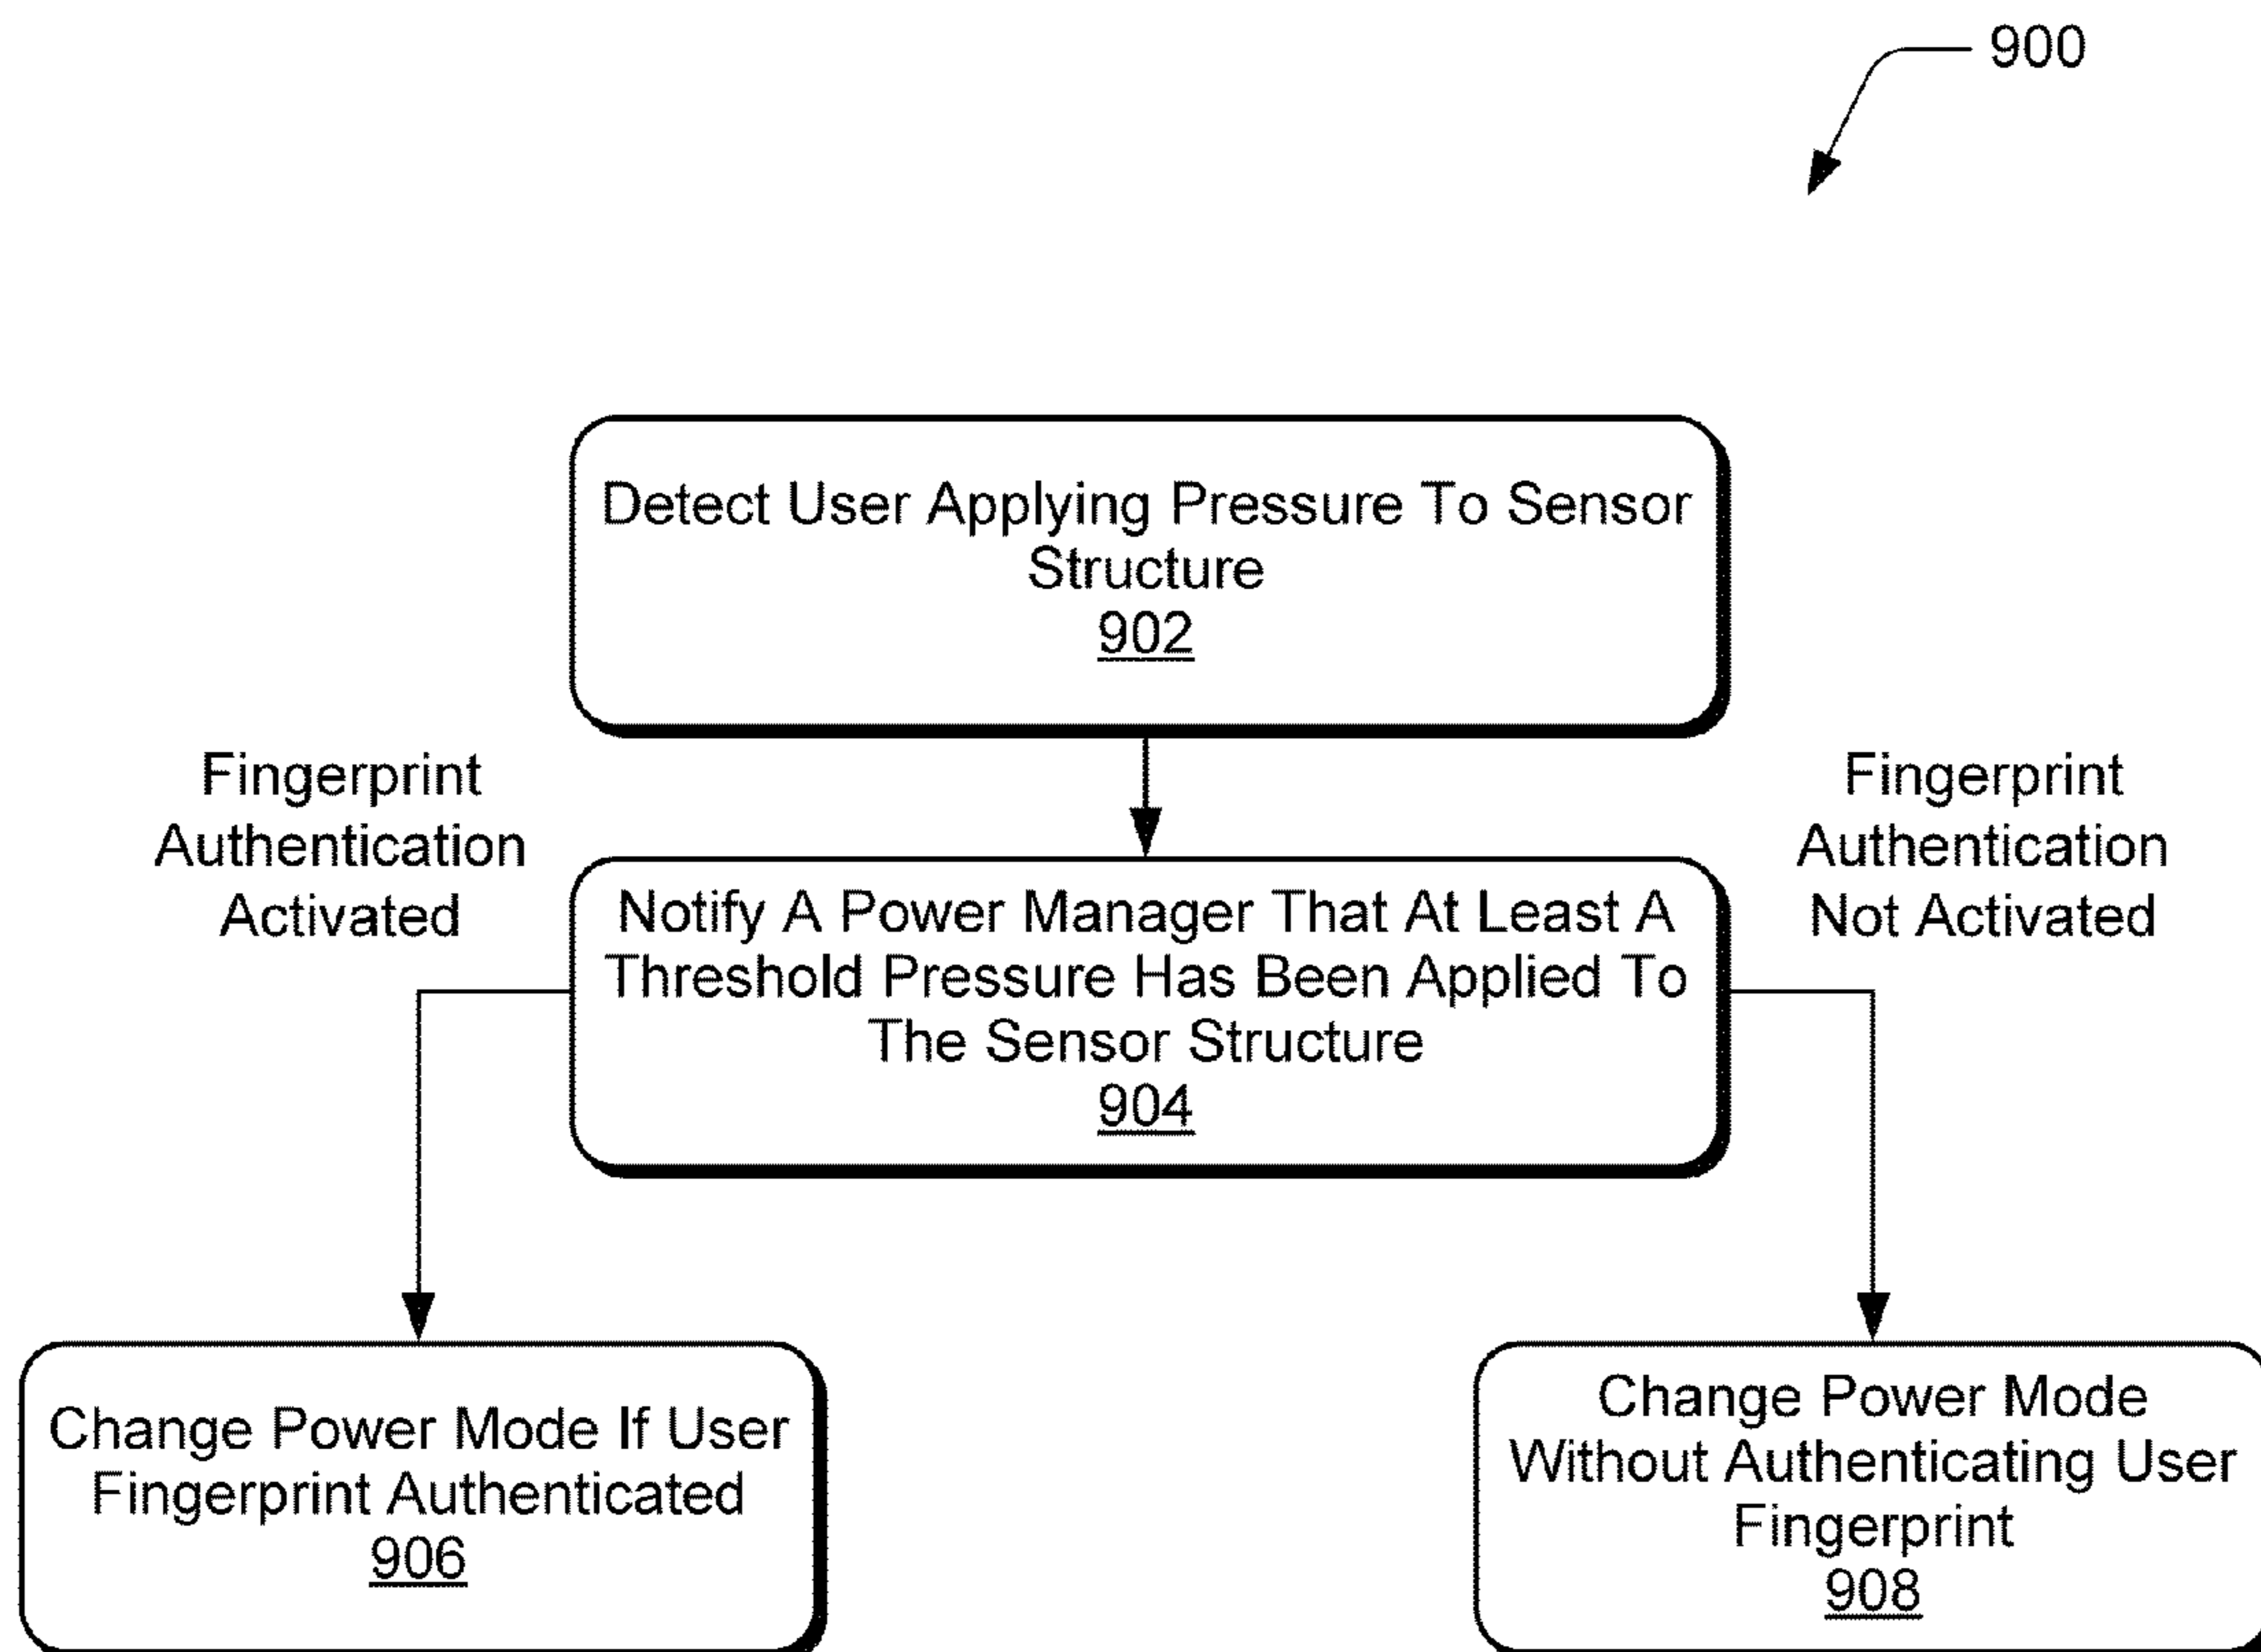 900
Detect User Applying Pressure To Sensor
Structure
902
Fingerprint
Authentication
Activated
Fingerprint
Authentication
Not Activated
Notify A Power Manager That At Least A
Threshold Pressure Has Been Applied To
The Sensor Structure
904
Change Power Mode If User
Fingerprint Authenticated
906
Change Power Mode
Without Authenticating User
Fingerprint
908